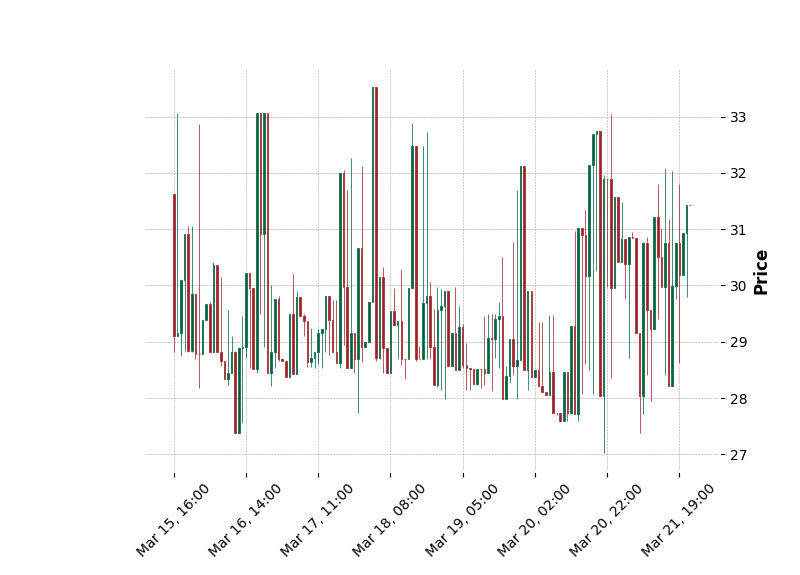 33
32
31
30
29
28
27
Price
Mar 15, 16:00
Mar 16, 14:00
Mar 17, 11:00
Mar 18, 08:00
Mar 19, 05:00
Mar 20, 02:00
Mar 20, 22:00
Mar 21, 19:00